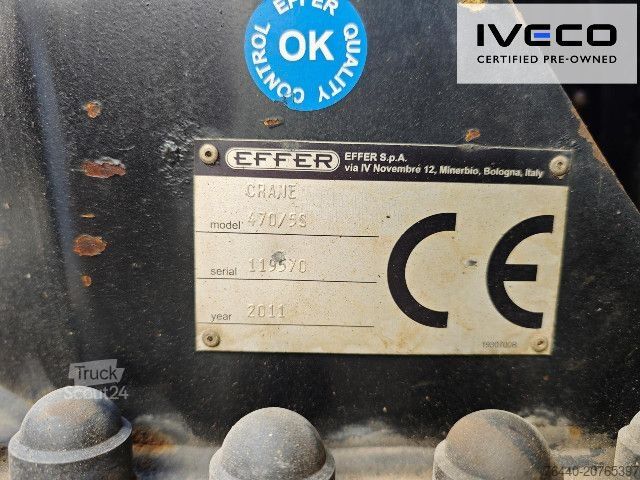 EFFER
QUALITY CONTROL
OK
IVECO
CERTIFIED PRE-OWNED
EFFER
EFFER S.p.A.
via IV Novembre 12, Minerbio, Bologna, Italy
CRANE
model 470/5S
serial 119570
year 2011
CE
19307008
Truck
Scout24